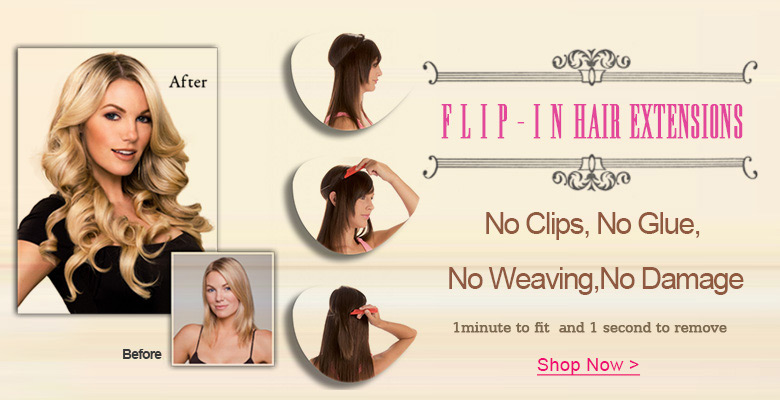 After
Before
FLIP-IN HAIR EXTENSIONS
No Clips, No Glue,
No Weaving,No Damage
1minute to fit and 1 second to remove
Shop Now >